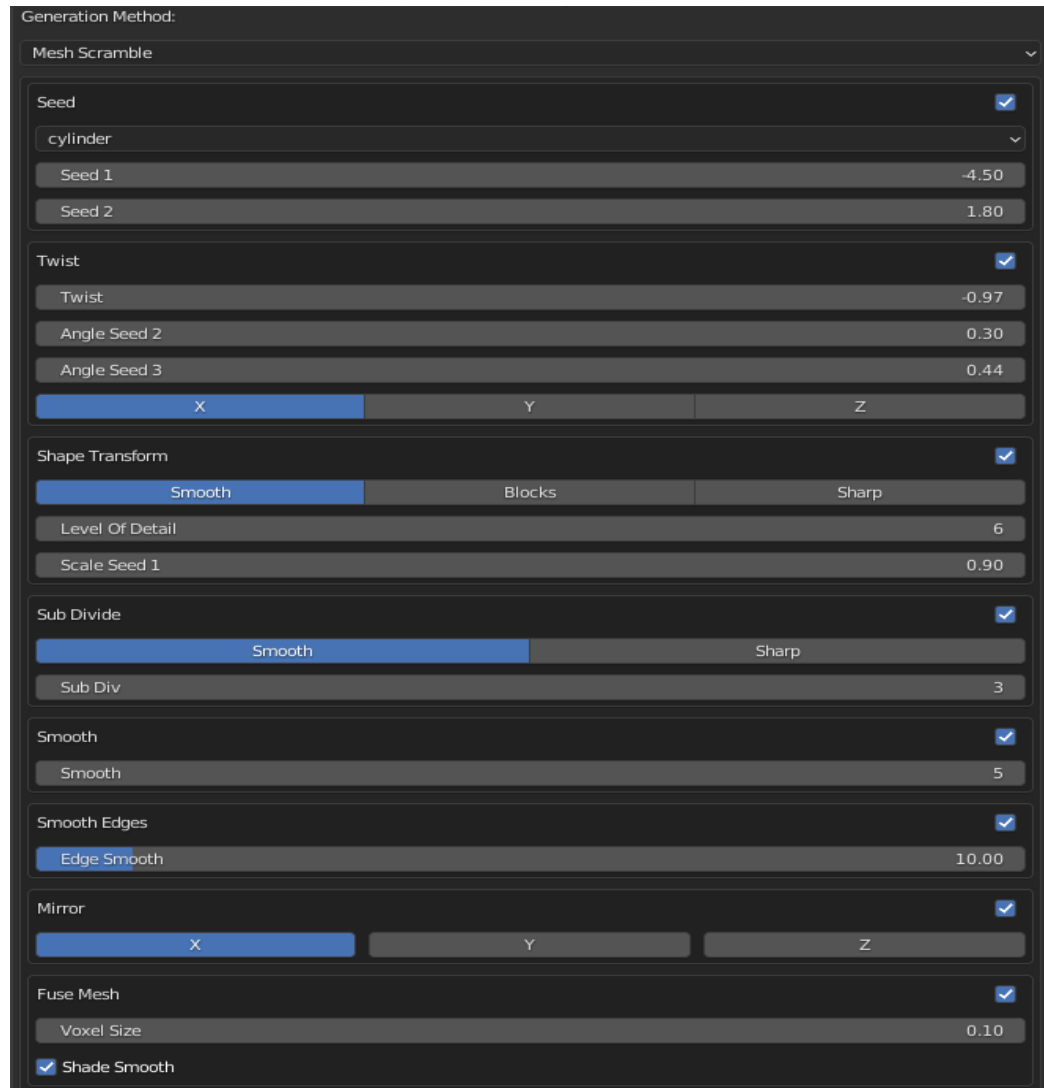 Generation Method:
Mesh Scramble
Seed
cylinder
Seed 1 -4.50
Seed 2 1.80
Twist
Twist -0.97
Angle Seed 2 0.30
Angle Seed 3 0.44
X Y Z
Shape Transform
Smooth Blocks Sharp
Level Of Detail 6
Scale Seed 1 0.90
Sub Divide
Smooth Sharp
Sub Div 3
Smooth
Smooth 5
Smooth Edges
Edge Smooth 10.00
Mirror
X Y Z
Fuse Mesh
Voxel Size 0.10
Shade Smooth